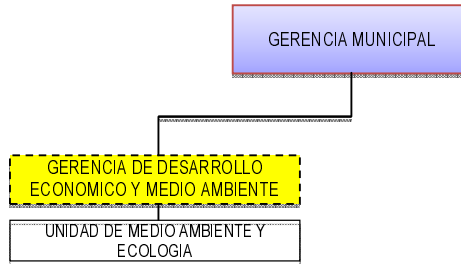 GERENCIA MUNICIPAL
GERENCIA DE DESARROLLO
ECONOMICO Y MEDIO AMBIENTE
UNIDAD DE MEDIO AMBIENTE Y
ECOLOGIA